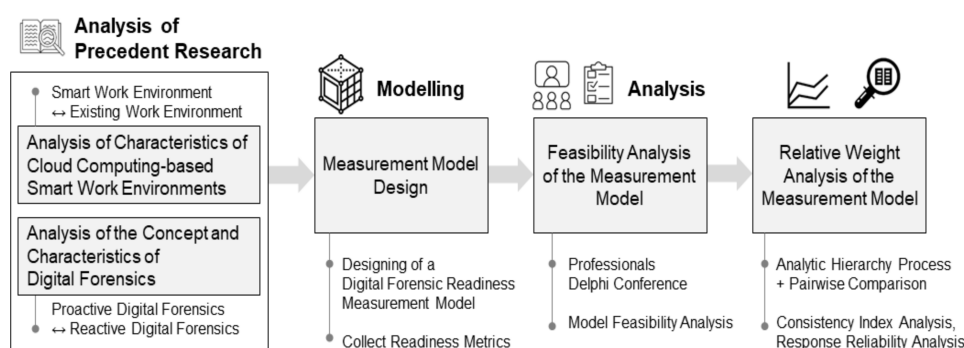 Analysis of
Precedent Research
Smart Work Environment
↔ Existing Work Environment
Analysis of Characteristics of
Cloud Computing-based
Smart Work Environments
Analysis of the Concept and
Characteristics of
Digital Forensics
Proactive Digital Forensics
↔ Reactive Digital Forensics
Modelling
Measurement Model
Design
Designing of a
Digital Forensic Readiness
Measurement Model
Collect Readiness Metrics
Analysis
Feasibility Analysis
of the Measurement
Model
Professionals
Delphi Conference
Model Feasibility Analysis
Relative Weight
Analysis of the
Measurement Model
Analytic Hierarchy Process
+ Pairwise Comparison
Consistency Index Analysis,
Response Reliability Analysis